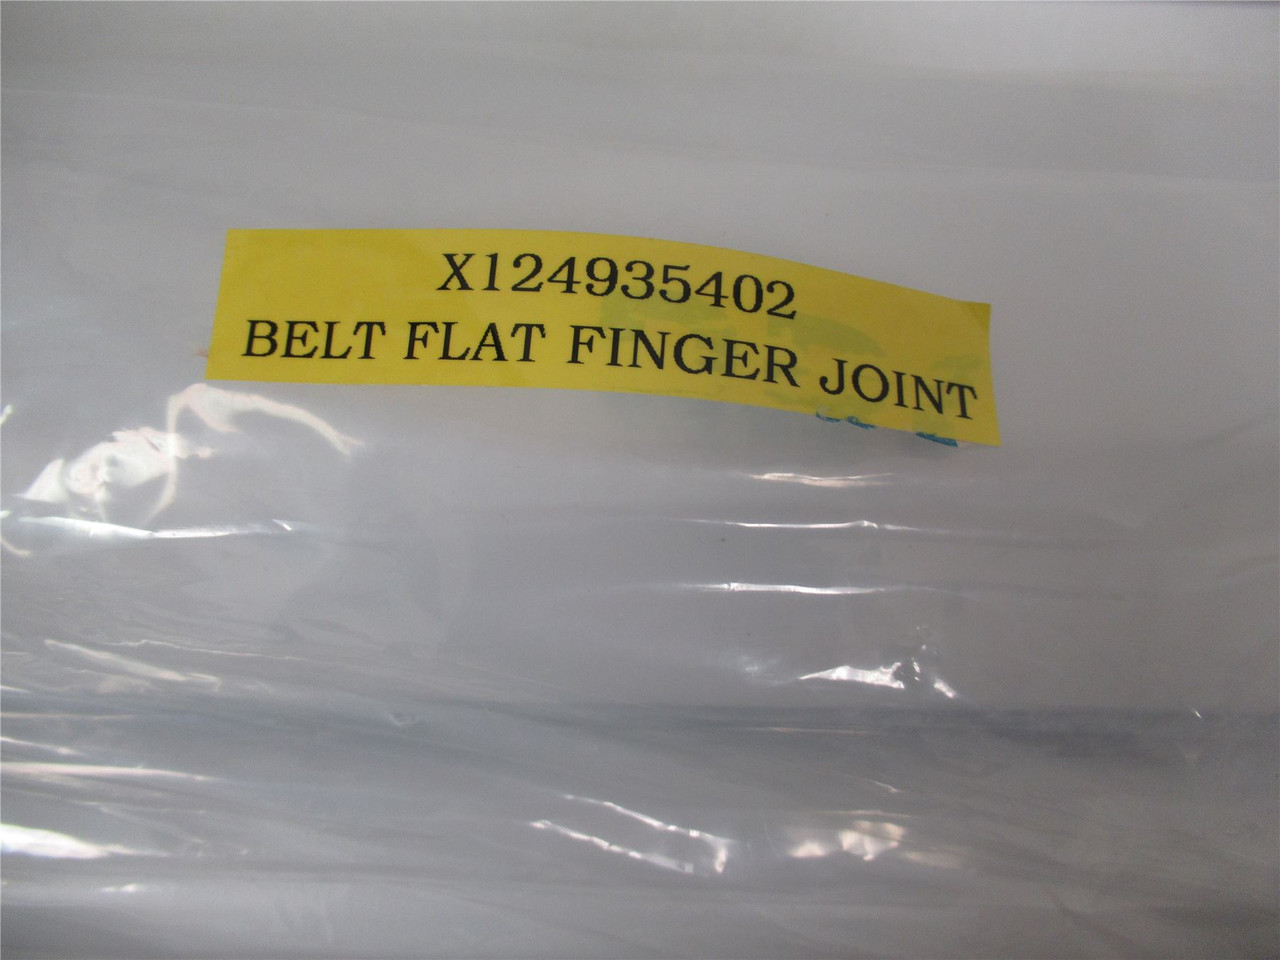 X124935402
BELT FLAT FINGER JOINT